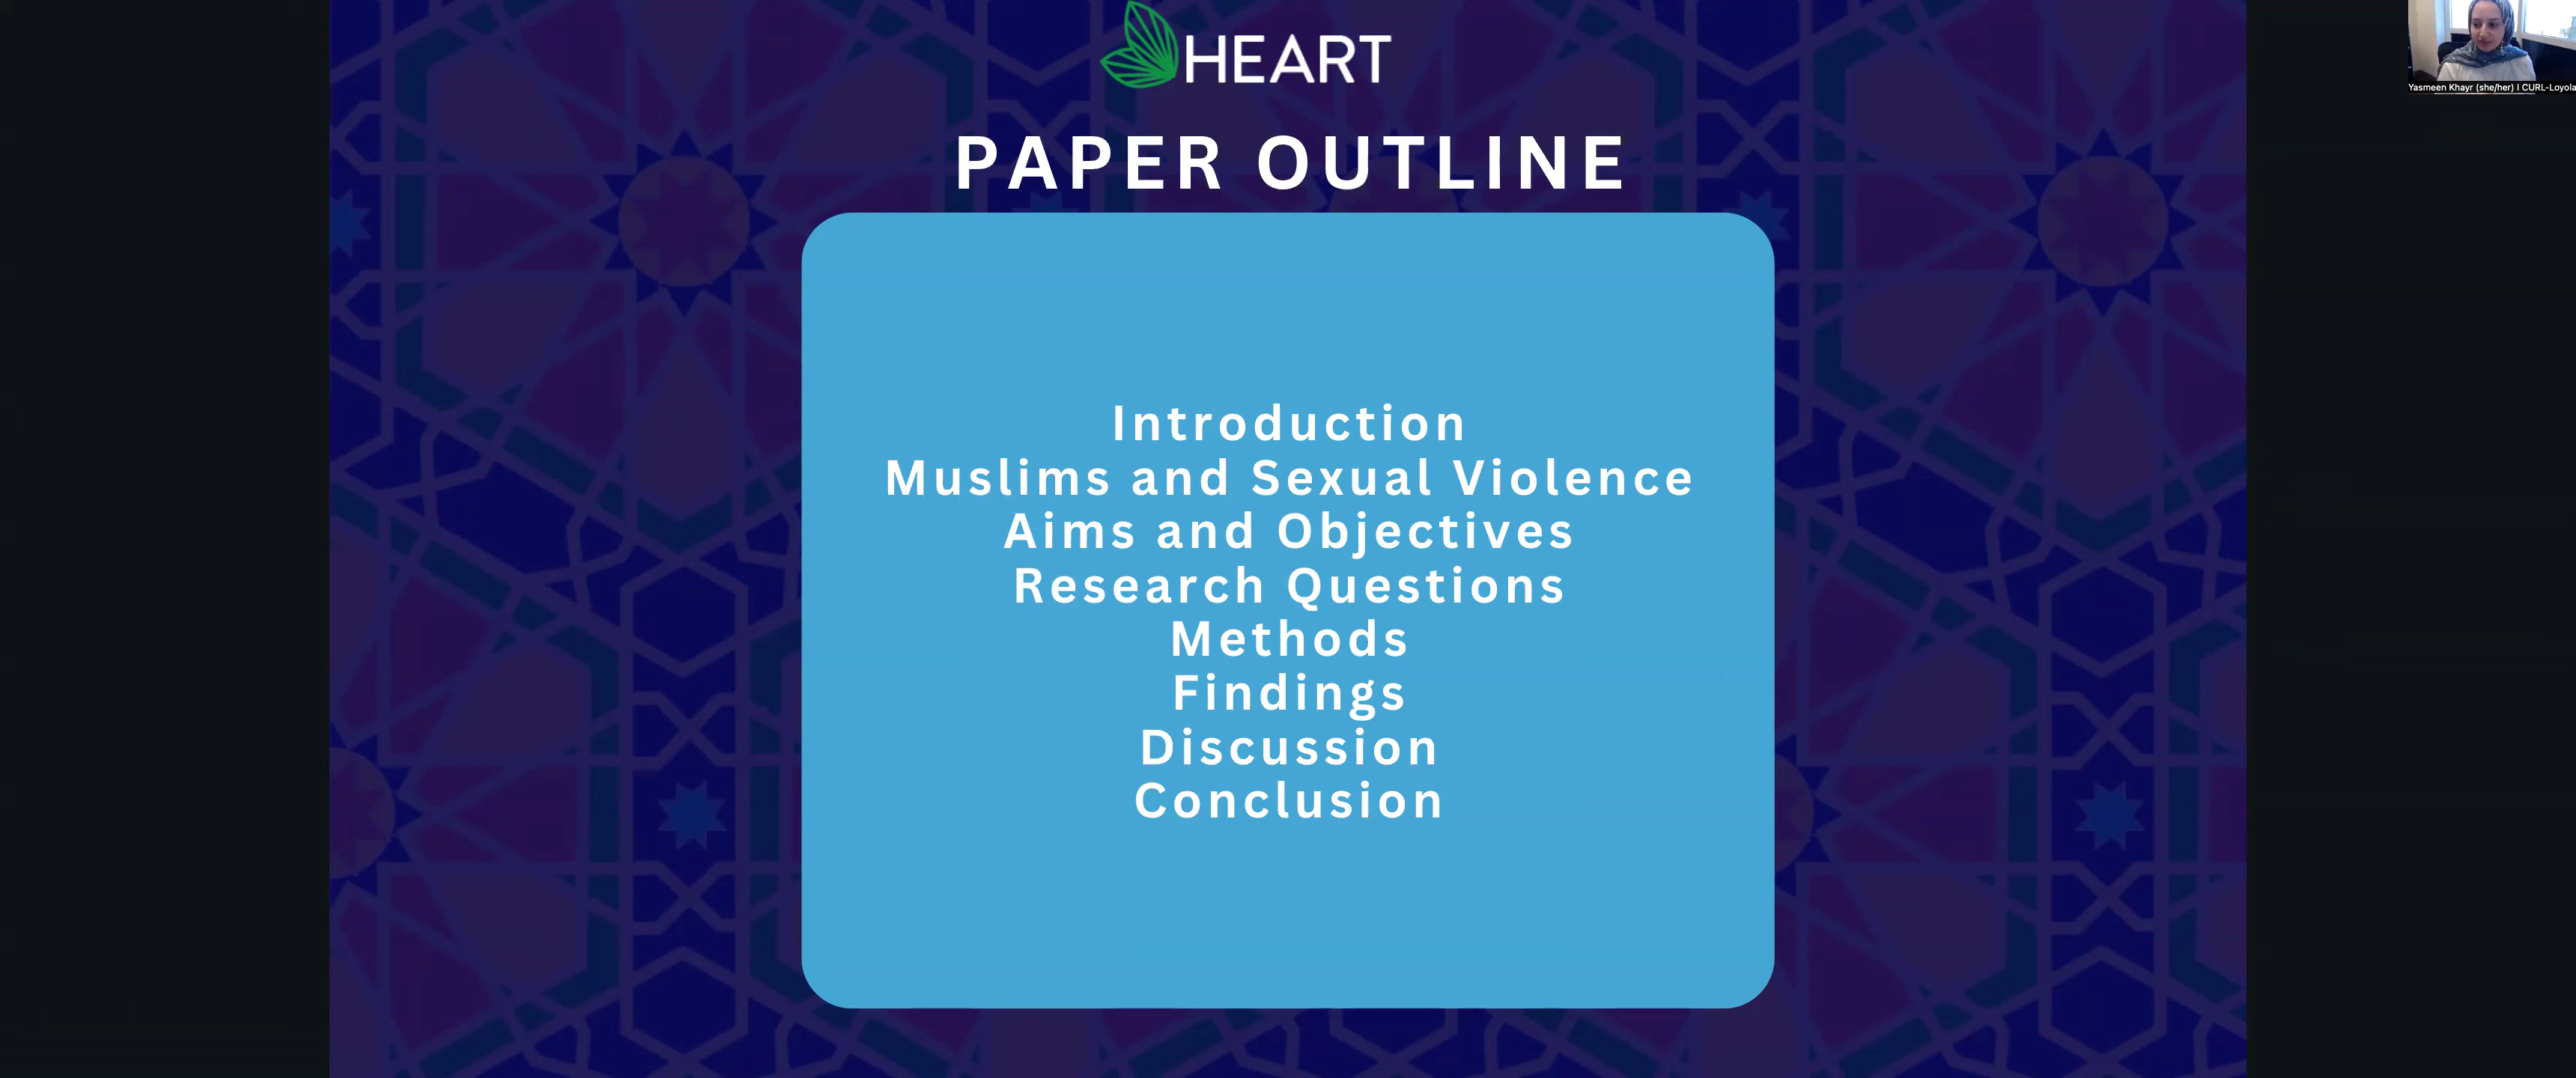 HEART
PAPER OUTLINE
Introduction
Muslims and Sexual Violence
Aims and Objectives
Research Questions
Methods
Findings
Discussion
Conclusion
Yasmeen Khayr (she/her) I CURL-Loyola